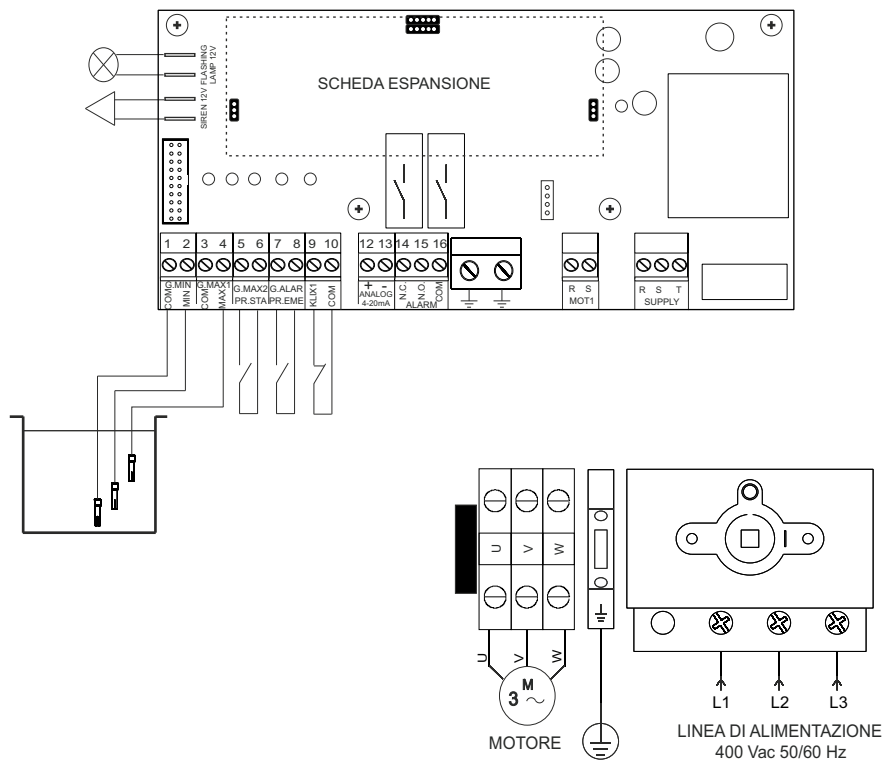 FLASHING
LAMP 12V
SIREN 12V
SCHEDA ESPANSIONE
1 2 3 4 5 6 7 8 9 10
12 13 14 15 16
COM
G.MIN
MIN
COM
G.MAX1
MAX1
G.MAX2
PR.STA
G.ALAR
PR.EME
KLIX1
COM
+ -
ANALOG
4-20mA
N.C.
N.O.
COM
ALARM
R S
MOT1
R S T
SUPPLY
U V W
U V W
M
3 ~
MOTORE
L1 L2 L3
LINEA DI ALIMENTAZIONE
400 Vac 50/60 Hz